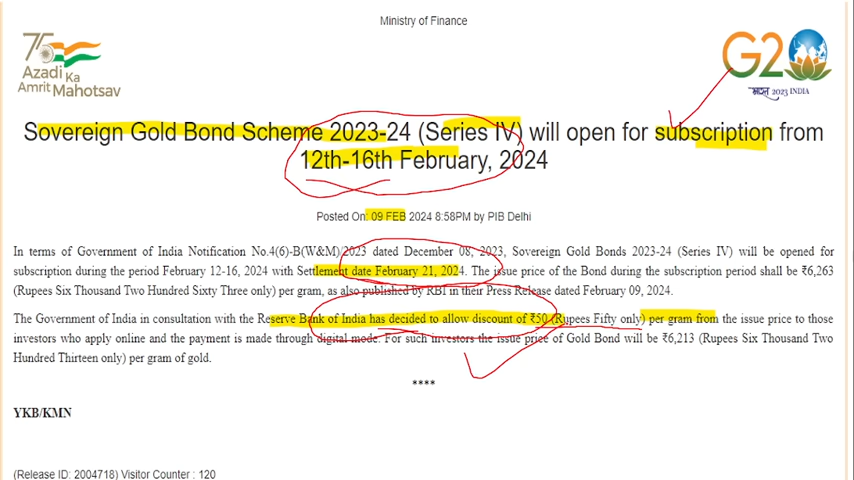 Ministry of Finance
75
Azadi Ka
Amrit Mahotsav
G20
भारत 2023 INDIA
Sovereign Gold Bond Scheme 2023-24 (Series IV) will open for subscription from
12th-16th February, 2024
Posted On: 09 FEB 2024 8:58PM by PIB Delhi
In terms of Government of India Notification No.4(6)-B(W&M)/2023 dated December 08, 2023, Sovereign Gold Bonds 2023-24 (Series IV) will be opened for
subscription during the period February 12-16, 2024 with Settlement date February 21, 2024. The issue price of the Bond during the subscription period shall be ₹6,263
(Rupees Six Thousand Two Hundred Sixty Three only) per gram, as also published by RBI in their Press Release dated February 09, 2024.
The Government of India in consultation with the Reserve Bank of India has decided to allow discount of ₹50 (Rupees Fifty only) per gram from the issue price to those
investors who apply online and the payment is made through digital mode. For such investors the issue price of Gold Bond will be ₹6,213 (Rupees Six Thousand Two
Hundred Thirteen only) per gram of gold.
****
YKB/KMN
(Release ID: 2004718) Visitor Counter : 120